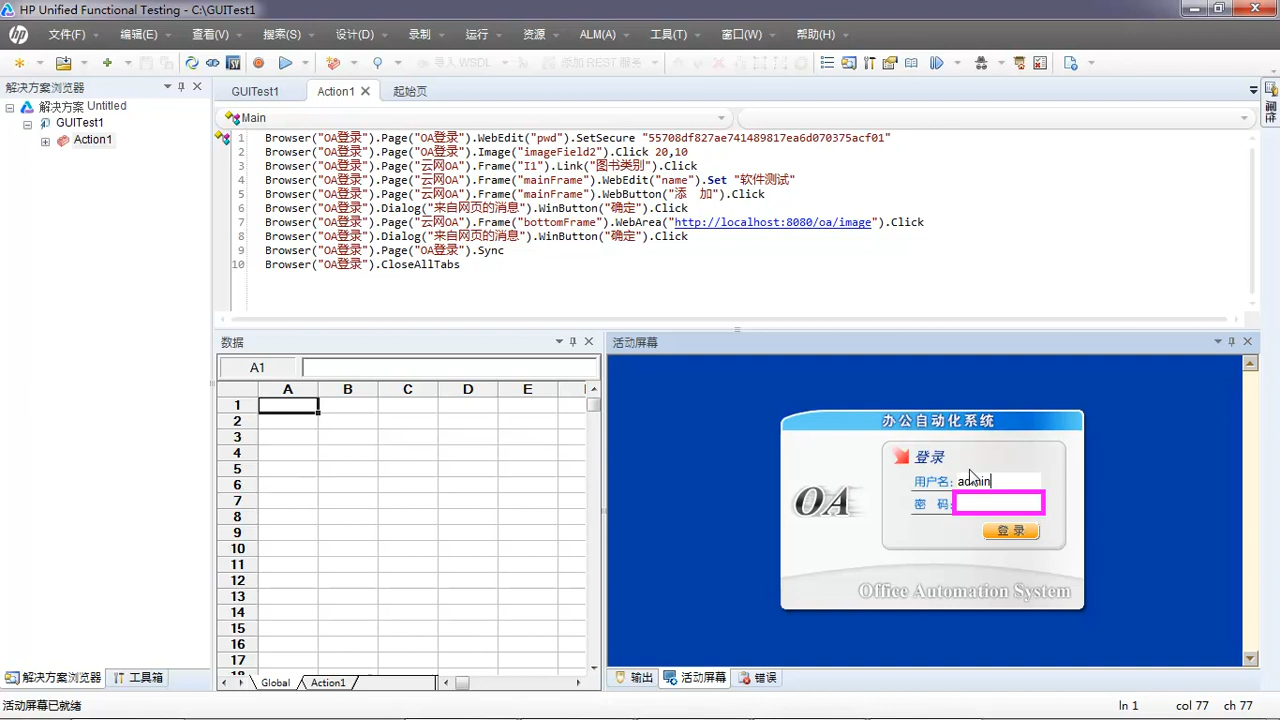 HP Unified Functional Testing - C:\GUITest1
文件(F) 编辑(E) 查看(V) 搜索(S) 设计(D) 录制 运行 资源 ALM(A) 工具(T) 窗口(W) 帮助(H)
导入 WSDL 添加 REST 服务
解决方案浏览器
解决方案 Untitled
GUITest1
Action1
GUITest1 Action1 起始页
Main
1 Browser("OA登录").Page("OA登录").WebEdit("pwd").SetSecure "55708df827ae741489817ea6d070375acf01"
2 Browser("OA登录").Page("OA登录").Image("imageField2").Click 20,10
3 Browser("OA登录").Page("云网OA").Frame("I1").Link("图书类别").Click
4 Browser("OA登录").Page("云网OA").Frame("mainFrame").WebEdit("name").Set "软件测试"
5 Browser("OA登录").Page("云网OA").Frame("mainFrame").WebButton("添 加").Click
6 Browser("OA登录").Dialog("来自网页的消息").WinButton("确定").Click
7 Browser("OA登录").Page("云网OA").Frame("bottomFrame").WebArea("http://localhost:8080/oa/image").Click
8 Browser("OA登录").Dialog("来自网页的消息").WinButton("确定").Click
9 Browser("OA登录").Page("OA登录").Sync
10 Browser("OA登录").CloseAllTabs
属性
数据
A1
A B C D E
1
2
3
4
5
6
7
8
9
10
11
12
13
14
15
16
17
Global Action1
活动屏幕
办公自动化系统
登录
用户名: admin
密 码:
登 录
OA
Office Automation System
解决方案浏览器 工具箱
输出 活动屏幕 错误
活动屏幕已就绪 ln 1 col 77 ch 77